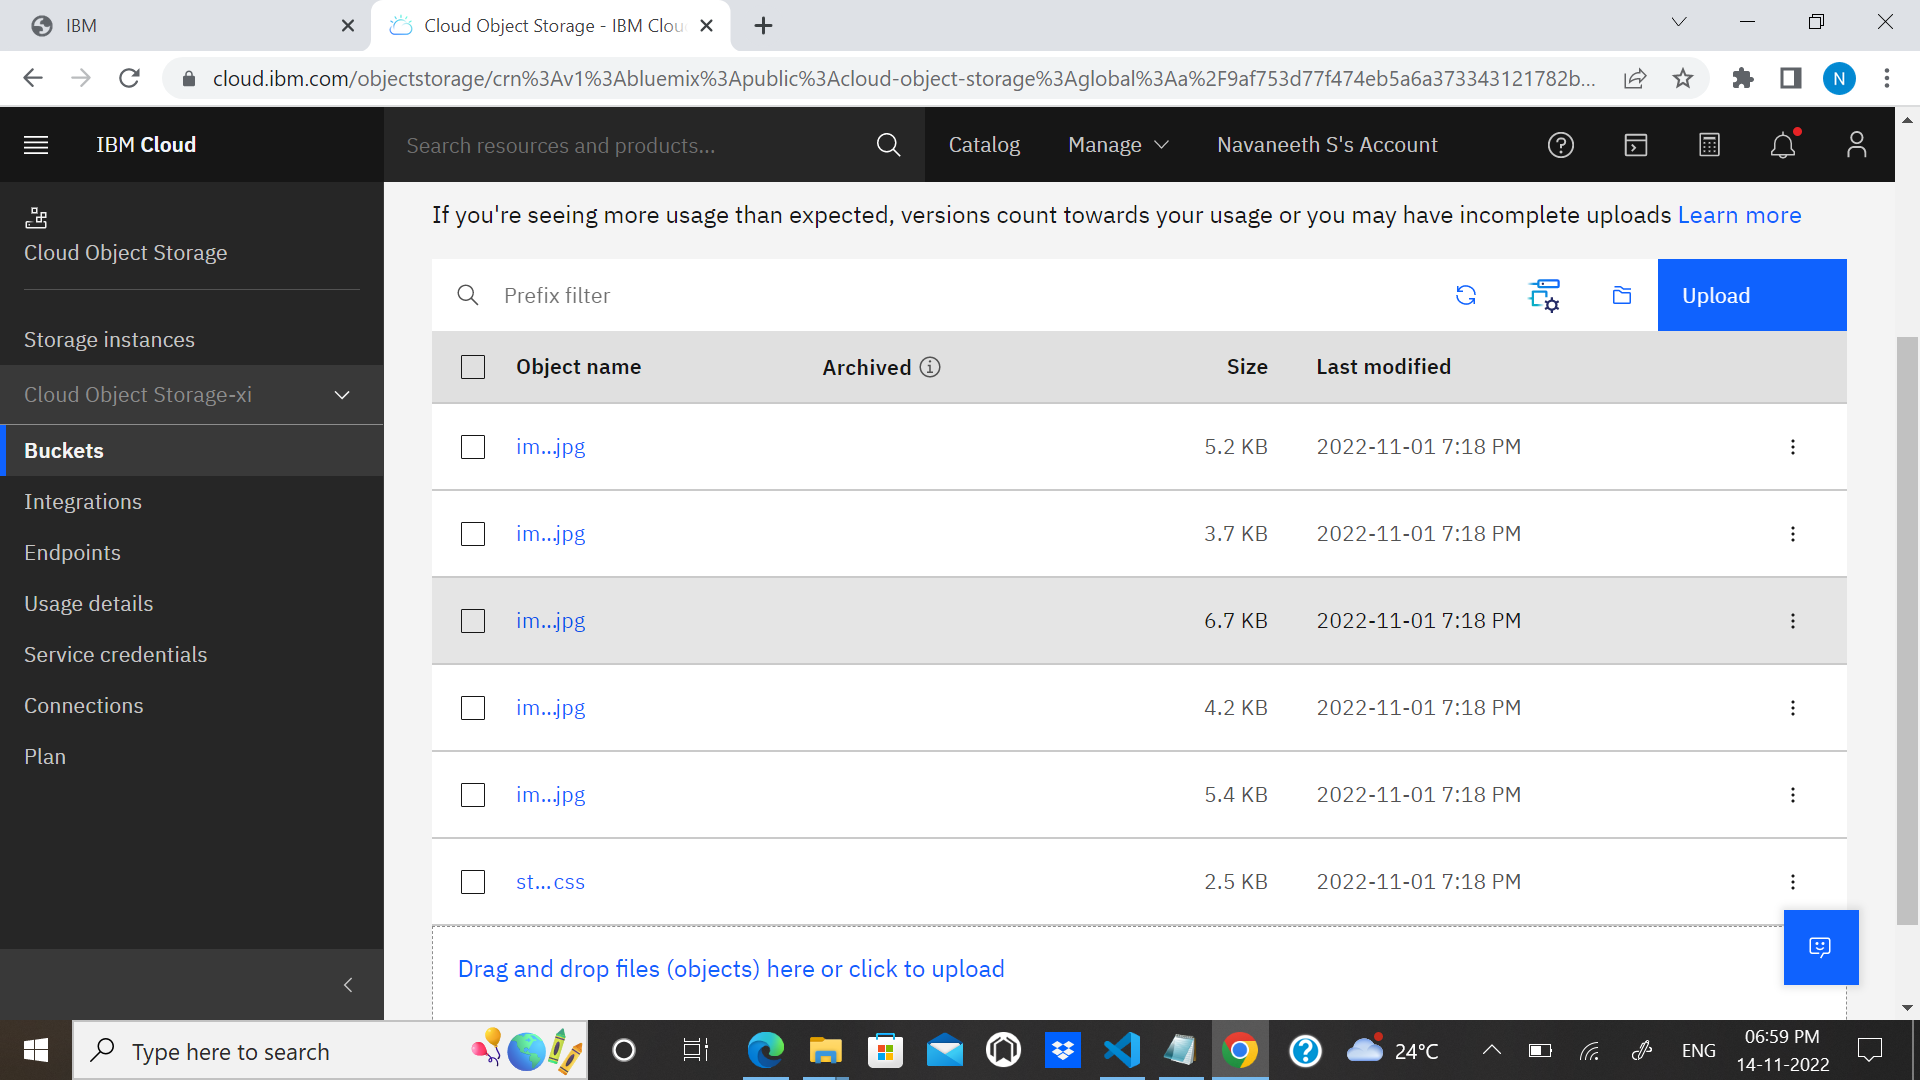 IBM
Cloud Object Storage - IBM Clou
cloud.ibm.com/objectstorage/crn%3Av1%3Abluemix%3Apublic%3Acloud-object-storage%3Aglobal%3Aa%2F9af753d77f474eb5a6a373343121782b...
N
IBM Cloud
Search resources and products...
Catalog
Manage
Navaneeth S's Account
Cloud Object Storage
Storage instances
Cloud Object Storage-xi
Buckets
Integrations
Endpoints
Usage details
Service credentials
Connections
Plan
If you're seeing more usage than expected, versions count towards your usage or you may have incomplete uploads Learn more
Prefix filter
Upload
Object name Archived Size Last modified
im...jpg 5.2 KB 2022-11-01 7:18 PM
im...jpg 3.7 KB 2022-11-01 7:18 PM
im...jpg 6.7 KB 2022-11-01 7:18 PM
im...jpg 4.2 KB 2022-11-01 7:18 PM
im...jpg 5.4 KB 2022-11-01 7:18 PM
st...css 2.5 KB 2022-11-01 7:18 PM
Drag and drop files (objects) here or click to upload
Type here to search
24°C
ENG
06:59 PM
14-11-2022